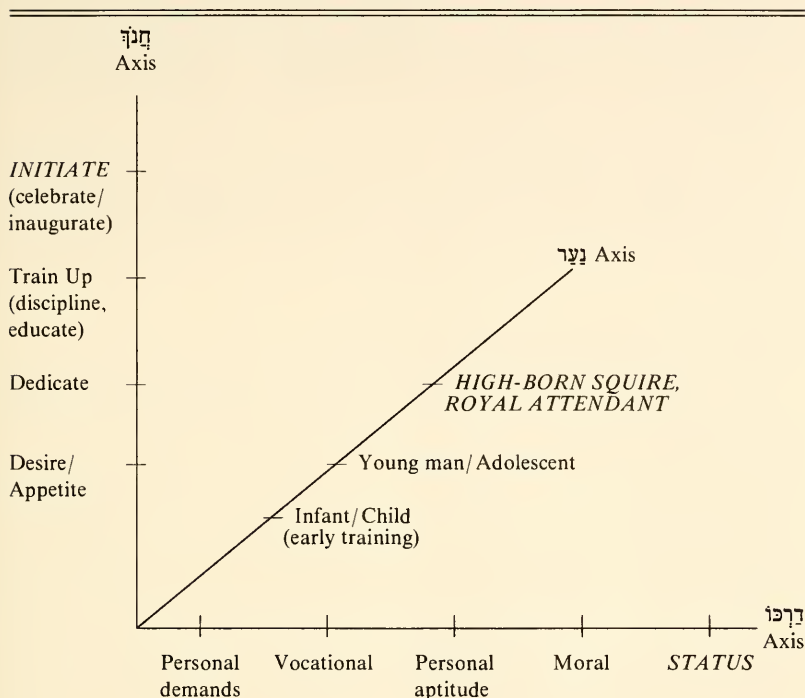 חֲנֹךְ
Axis
INITIATE
(celebrate/
inaugurate)
Train Up
(discipline,
educate)
Dedicate
Desire/
Appetite
נַעַר Axis
HIGH-BORN SQUIRE,
ROYAL ATTENDANT
Young man/Adolescent
Infant/Child
(early training)
דַרְכּוֹ
Axis
Personal
demands
Vocational
Personal
aptitude
Moral
STATUS